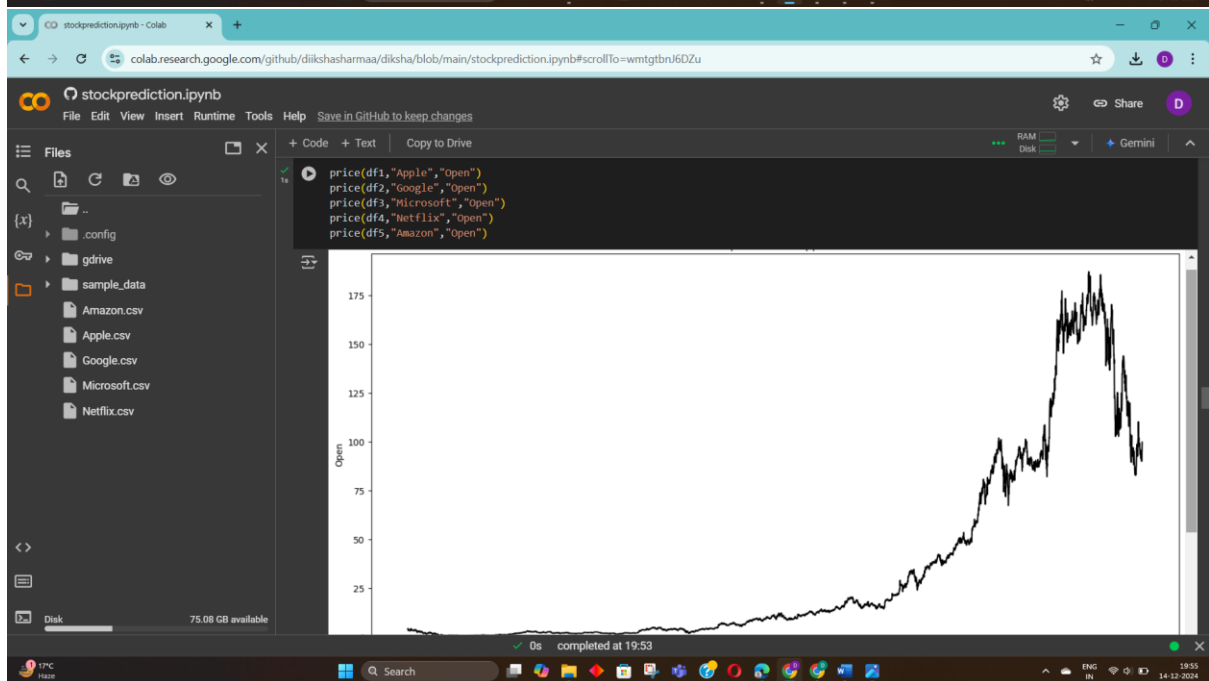 stockprediction.ipynb - Colab
colab.research.google.com/github/diikshasharmaa/diksha/blob/main/stockprediction.ipynb#scrollTo=wmtgtbnJ6DZu
D
stockprediction.ipynb
File Edit View Insert Runtime Tools Help Save in GitHub to keep changes
Share
D
Files
+ Code + Text Copy to Drive
RAM
Disk
Gemini
{x}
..
.config
gdrive
sample_data
Amazon.csv
Apple.csv
Google.csv
Microsoft.csv
Netflix.csv
Disk 75.08 GB available
1s
price(df1,"Apple","Open")
price(df2,"Google","Open")
price(df3,"Microsoft","Open")
price(df4,"Netflix","Open")
price(df5,"Amazon","Open")
175
150
125
100
75
50
25
Open
0s completed at 19:53
1
17°C
Haze
Search
ENG
IN
19:55
14-12-2024